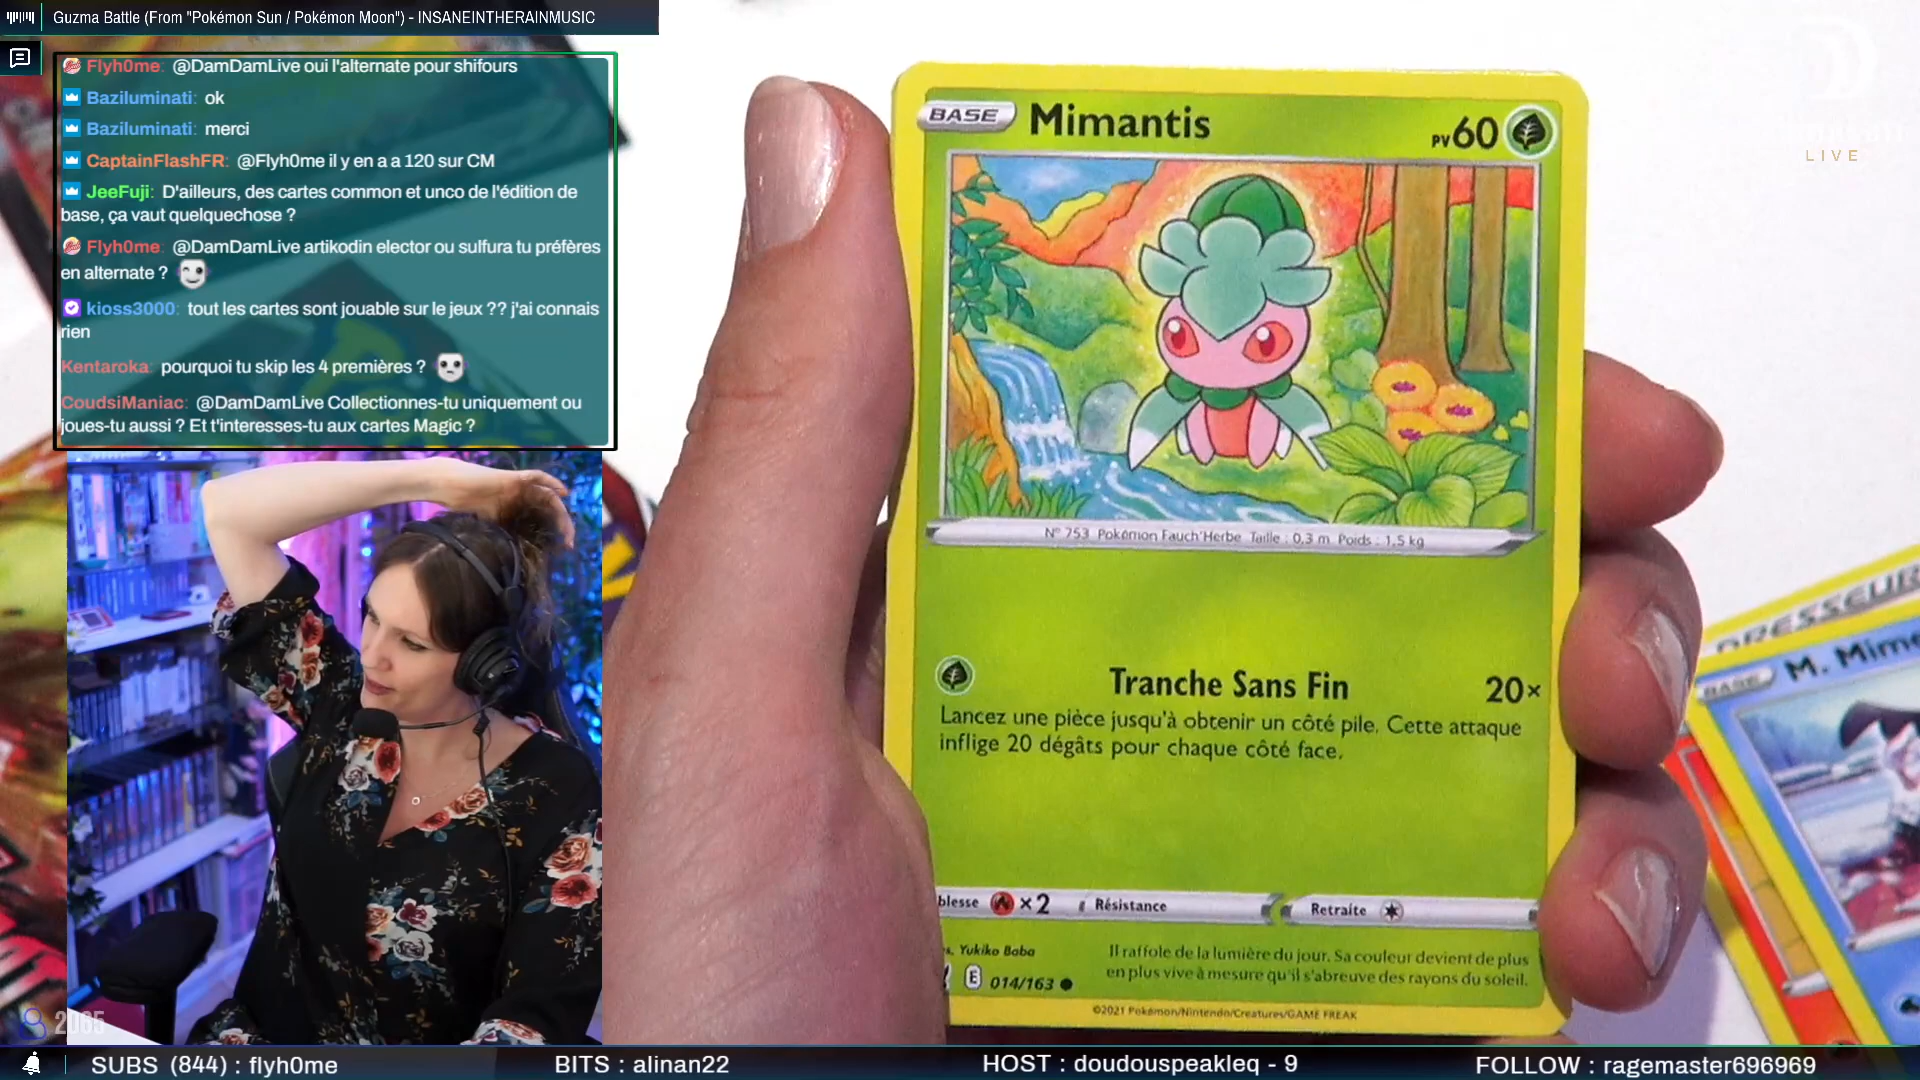 Guzma Battle (From "Pokémon Sun / Pokémon Moon") - INSANEINTHERAINMUSIC
Flyh0me: @DamDamLive oui l'alternate pour shifours
Baziluminati: ok
Baziluminati: merci
CaptainFlashFR: @Flyh0me il y en a a 120 sur CM
JeeFuji: D'ailleurs, des cartes common et unco de l'édition de
base, ça vaut quelquechose ?
Flyh0me: @DamDamLive artikodin elector ou sulfura tu préfères
en alternate ?
kioss3000: tout les cartes sont jouable sur le jeux ?? j'ai connais
rien
Kentaroka: pourquoi tu skip les 4 premières ?
CoudsiManiac: @DamDamLive Collectionnes-tu uniquement ou
joues-tu aussi ? Et t'interesses-tu aux cartes Magic ?
LIVE
BASE Mimantis PV 60
N° 753 Pokémon Fauch'Herbe Taille : 0,3 m Poids : 1,5 kg
Tranche Sans Fin 20×
Lancez une pièce jusqu'à obtenir un côté pile. Cette attaque
inflige 20 dégâts pour chaque côté face.
blesse ×2 Résistance Retraite
s. Yukiko Baba
Il raffole de la lumière du jour. Sa couleur devient de plus
en plus vive à mesure qu'il s'abreuve des rayons du soleil.
E 014/163
©2021 Pokémon/Nintendo/Creatures/GAME FREAK
DRESSEUR
BASE M. Mime
2065
SUBS (844) : flyh0me
BITS : alinan22
HOST : doudouspeakleq - 9
FOLLOW : ragemaster696969